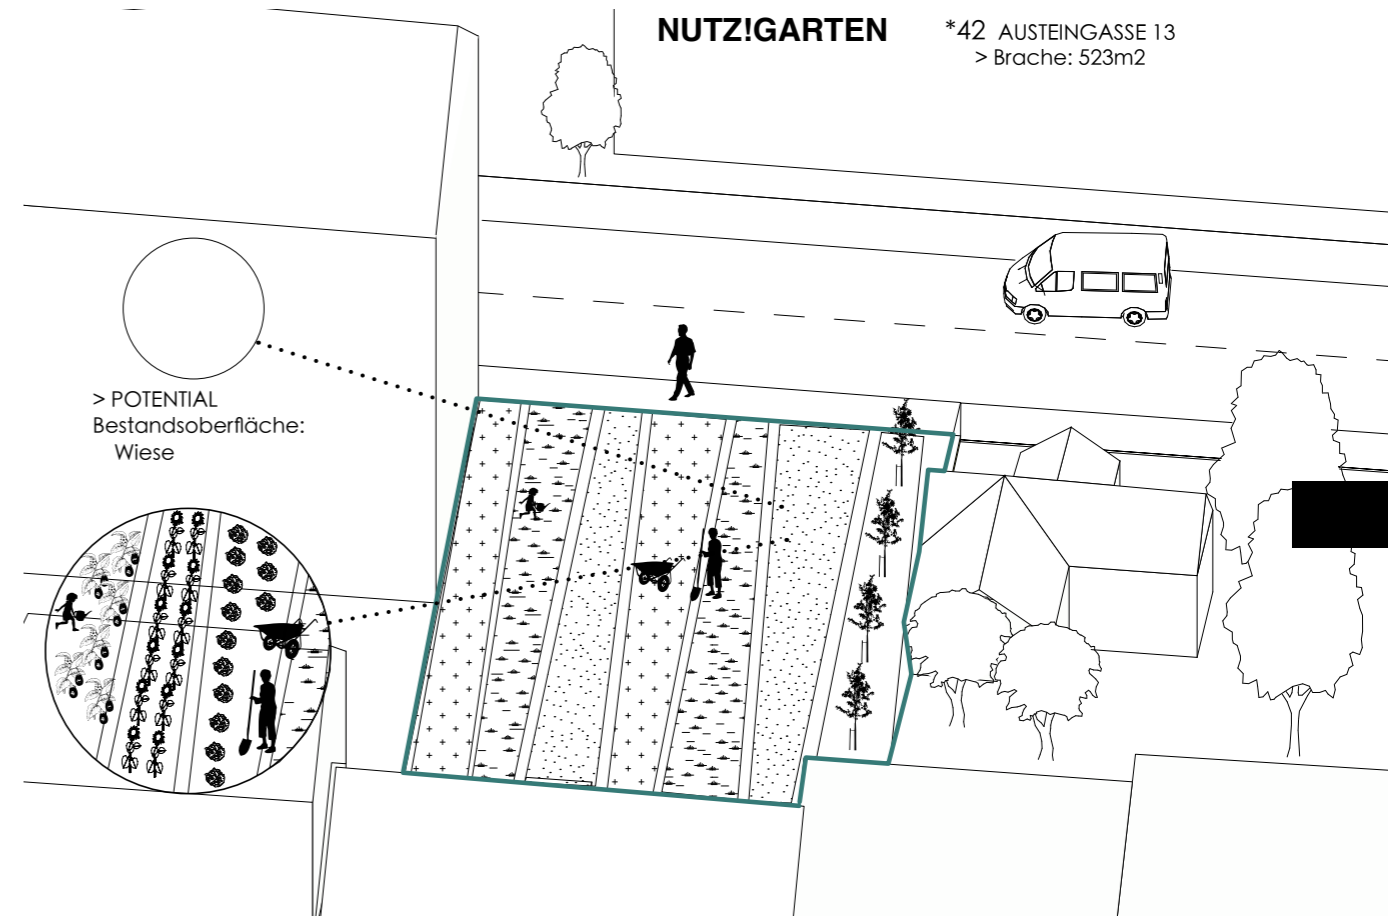 NUTZ!GARTEN
*42 AUSTEINGASSE 13
> Brache: 523m2
> POTENTIAL
Bestandsoberfläche:
Wiese